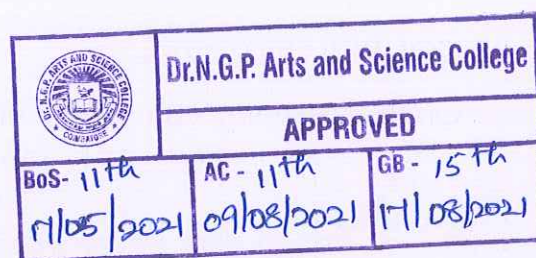 Dr.N.G.P. Arts and Science College
APPROVED
BoS- 11th
AC - 11th
GB - 15th
17/05/2021
09/08/2021
17/08/2021
COIMBATORE